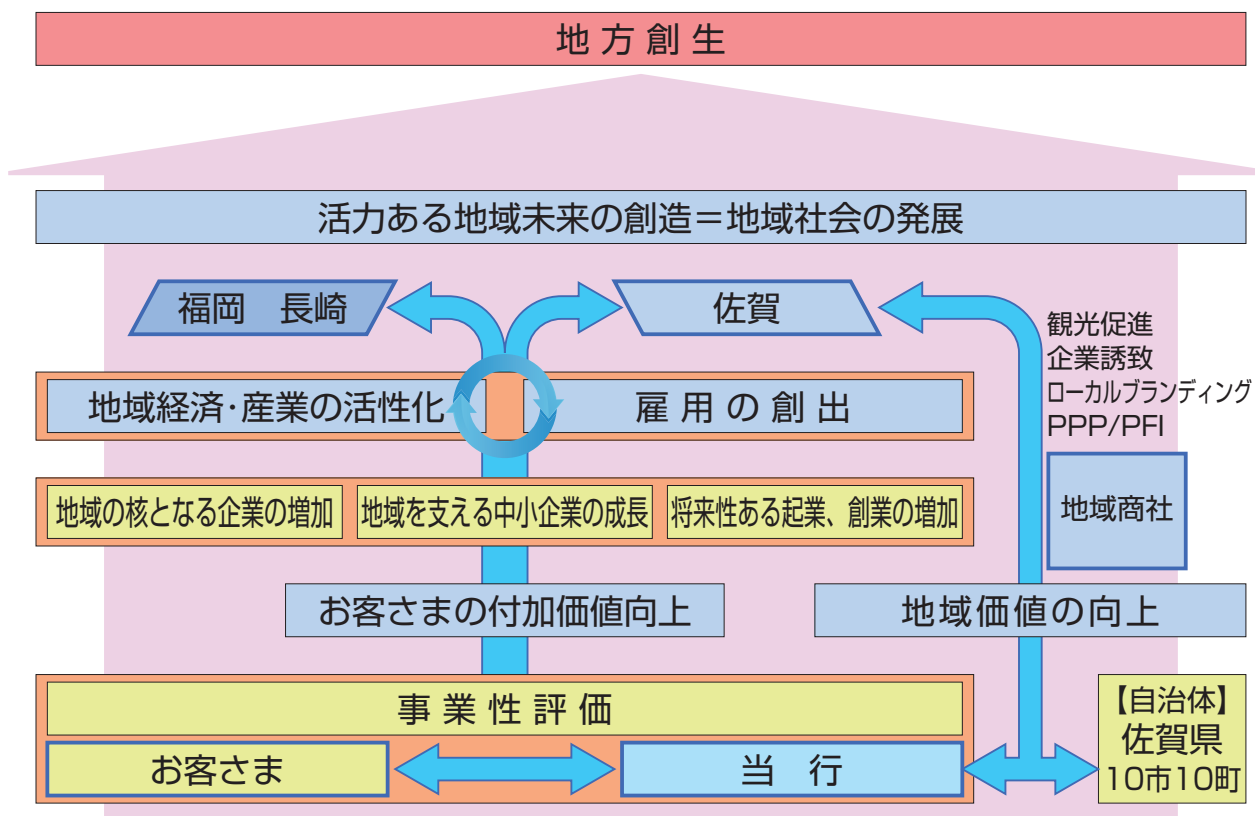 地方創生
活力ある地域未来の創造＝地域社会の発展
福岡　長崎
佐賀
観光促進
企業誘致
ローカルブランディング
PPP/PFI
地域経済･産業の活性化
雇用の創出
地域商社
地域の核となる企業の増加
地域を支える中小企業の成長
将来性ある起業、創業の増加
お客さまの付加価値向上
地域価値の向上
事業性評価
お客さま
当　行
【自治体】
佐賀県
10市10町